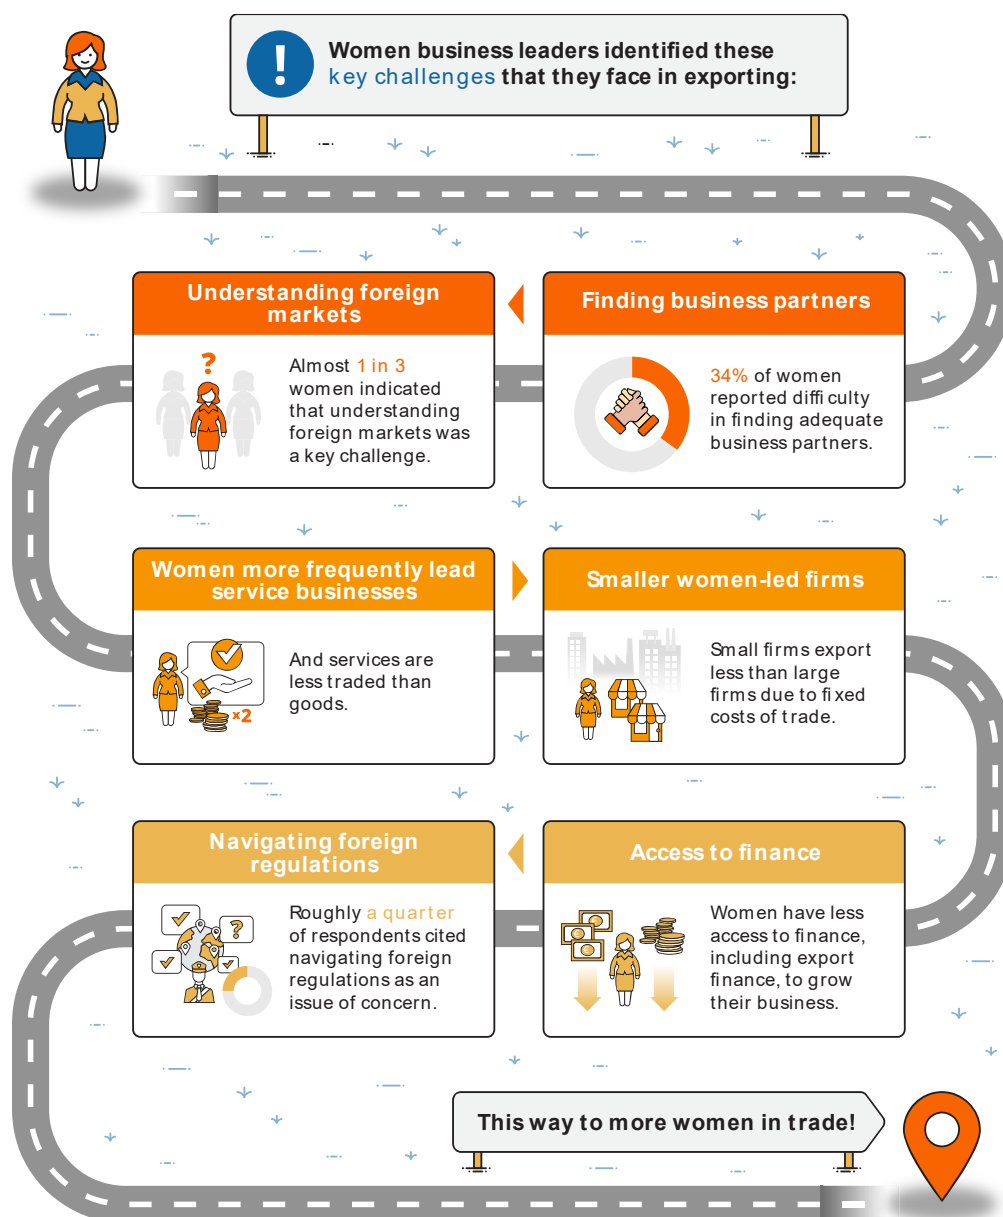 !
Women business leaders identified these
key challenges that they face in exporting:
Finding business partners
34% of women
reported difficulty
in finding adequate
business partners.
Understanding foreign
markets
?
Almost 1 in 3
women indicated
that understanding
foreign markets was
a key challenge.
Women more frequently lead
service businesses
x2
And services are
less traded than
goods.
Smaller women-led firms
Small firms export
less than large
firms due to fixed
costs of trade.
Access to finance
Women have less
access to finance,
including export
finance, to grow
their business.
Navigating foreign
regulations
?
Roughly a quarter
of respondents cited
navigating foreign
regulations as an
issue of concern.
This way to more women in trade!